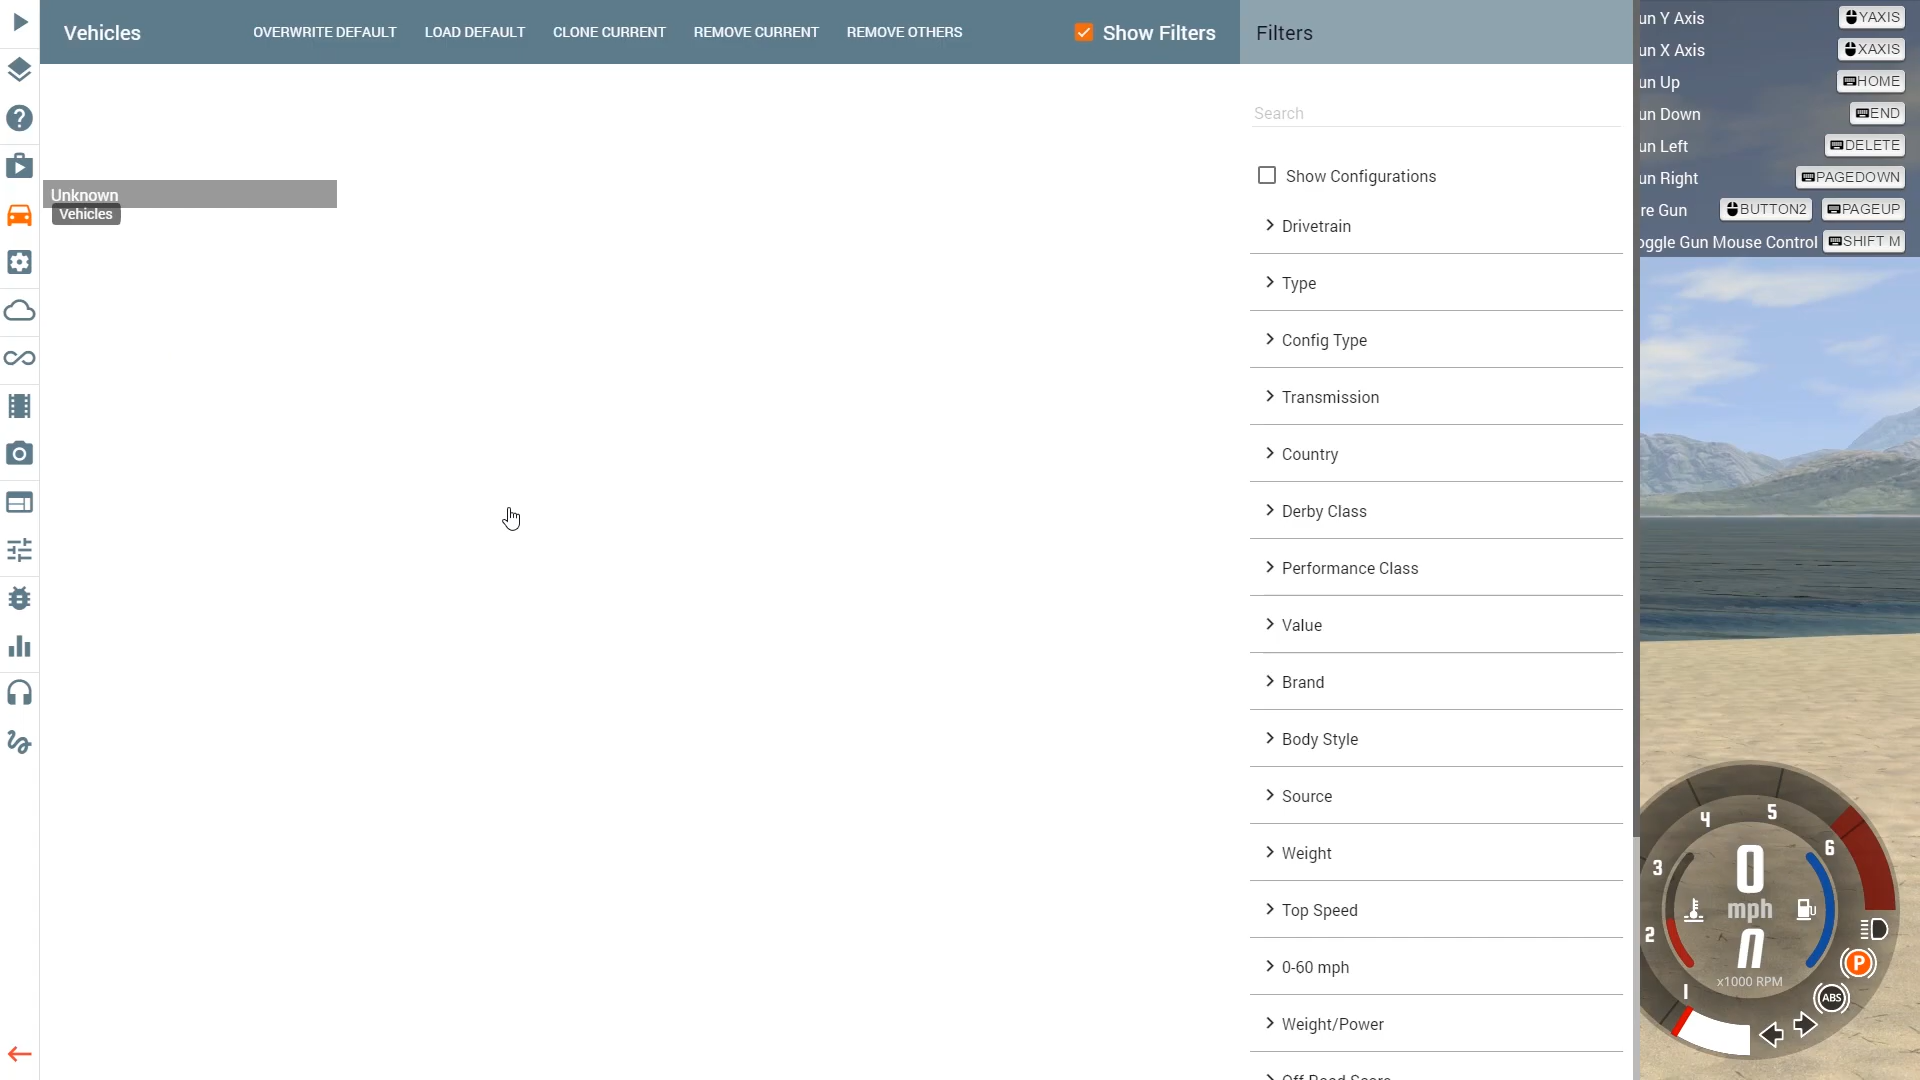 Vehicles
OVERWRITE DEFAULT
LOAD DEFAULT
CLONE CURRENT
REMOVE CURRENT
REMOVE OTHERS
Show Filters
Filters
Unknown
Vehicles
Search
Show Configurations
Drivetrain
Type
Config Type
Transmission
Country
Derby Class
Performance Class
Value
Brand
Body Style
Source
Weight
Top Speed
0-60 mph
Weight/Power
un Y Axis YAXIS
un X Axis XAXIS
un Up HOME
un Down END
un Left DELETE
un Right PAGEDOWN
re Gun BUTTON2 PAGEUP
oggle Gun Mouse Control SHIFT M
1
2
3
4
5
6
0
mph
n
x1000 RPM
P
ABS